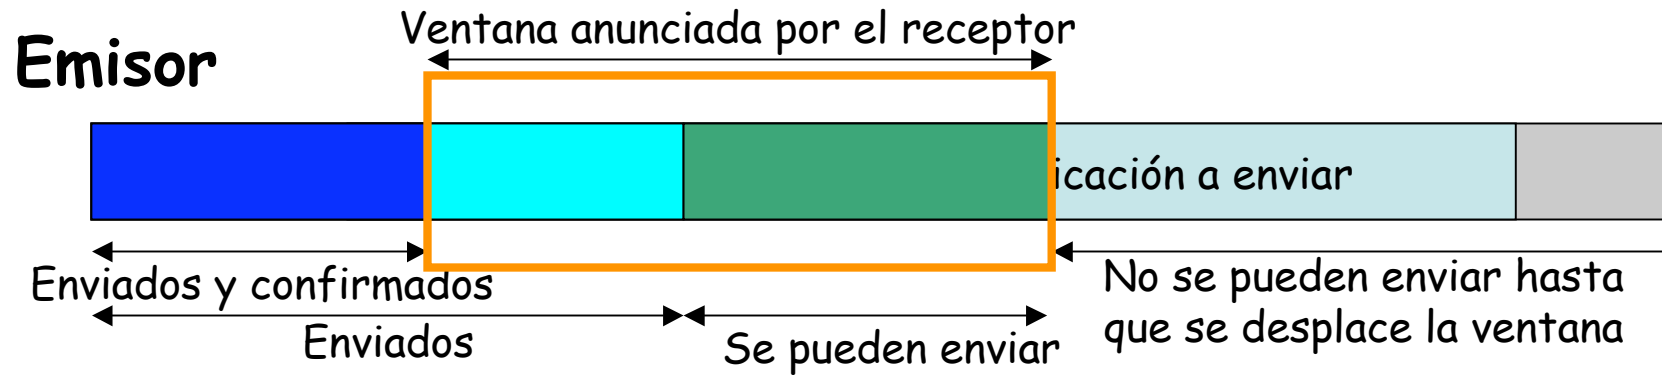 Ventana anunciada por el receptor
Emisor
icación a enviar
Enviados y confirmados
No se pueden enviar hasta
que se desplace la ventana
Enviados
Se pueden enviar